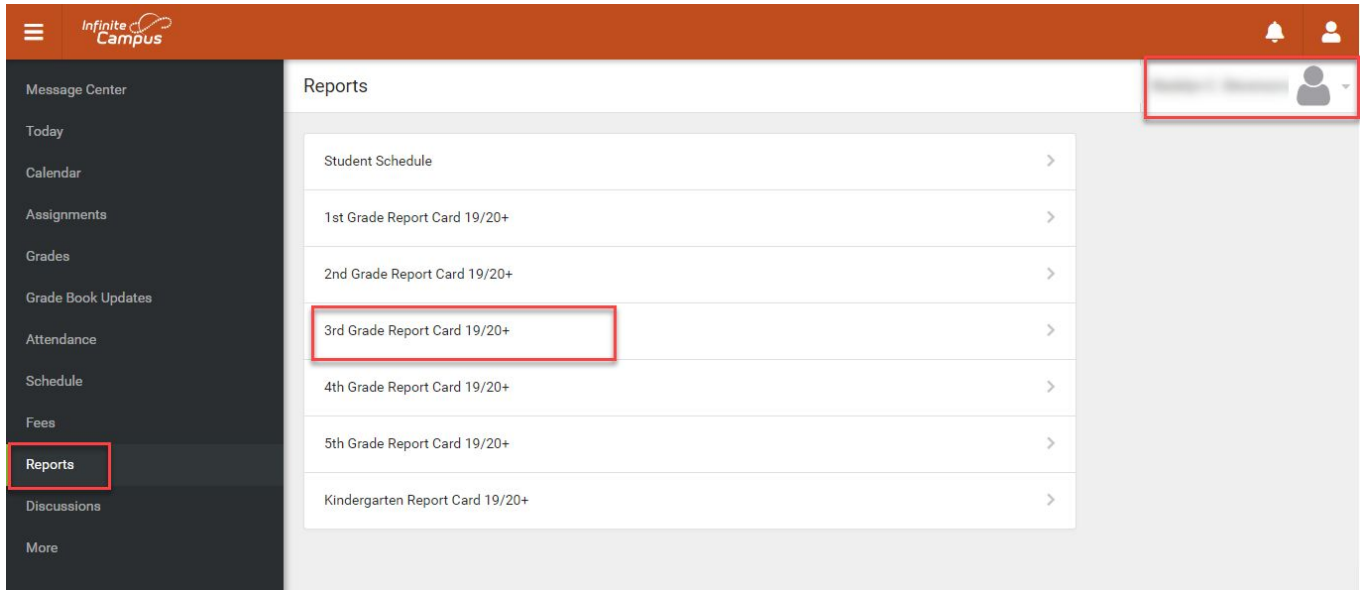 Infinite
Campus
Message Center
Today
Calendar
Assignments
Grades
Grade Book Updates
Attendance
Schedule
Fees
Reports
Discussions
More
Reports
Student Schedule
1st Grade Report Card 19/20+
2nd Grade Report Card 19/20+
3rd Grade Report Card 19/20+
4th Grade Report Card 19/20+
5th Grade Report Card 19/20+
Kindergarten Report Card 19/20+